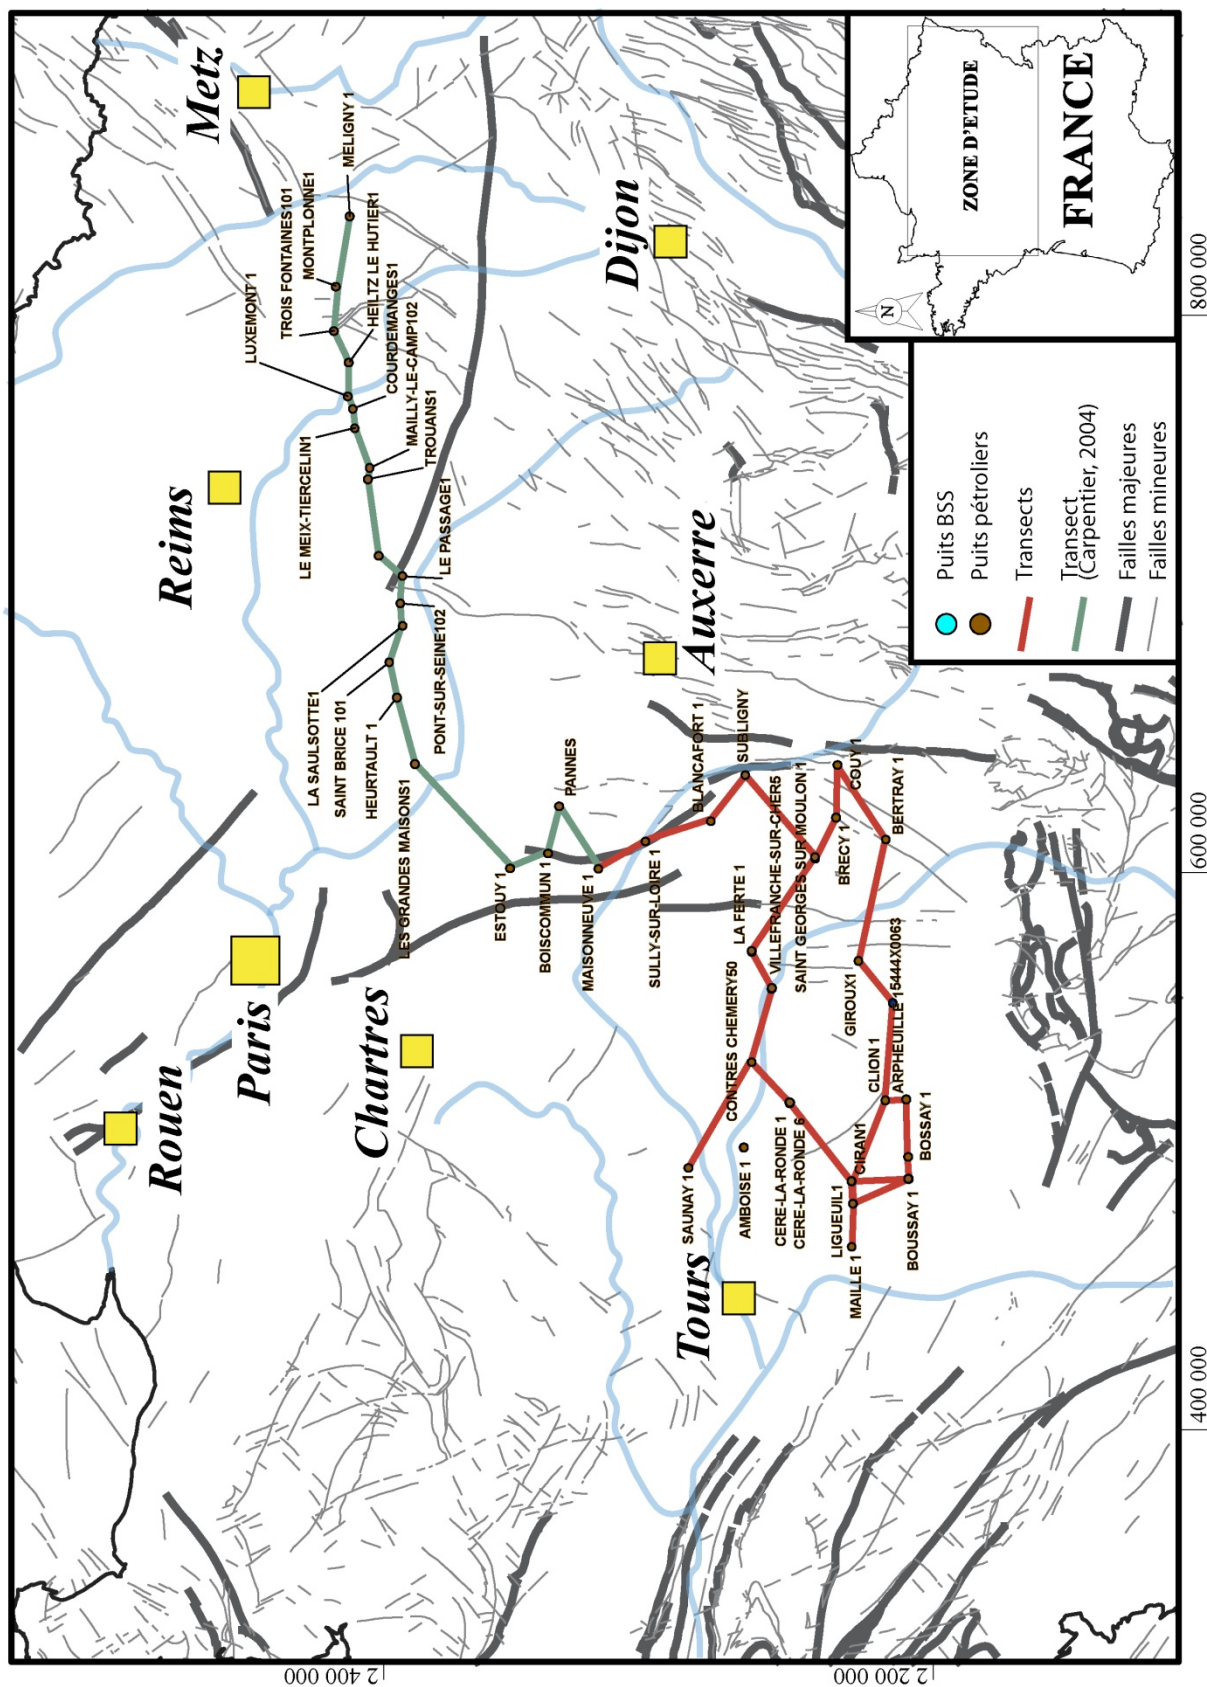 Metz
Reims
Rouen
Paris
Chartres
Dijon
Auxerre
Tours
MELIGNY 1
MONTPLONNE1
TROIS FONTAINES101
HEILTZ LE HUTIER1
LUXEMONT 1
COURDEMANGES1
LE MEIX-TIERCELIN1
MAILLY-LE-CAMP102
TROUANS1
LE PASSAGE1
PONT-SUR-SEINE102
LA SAULSOTTE1
SAINT BRICE 101
HEURTAULT 1
LES GRANDES MAISONS1
ESTOUY 1
BOISCOMMUN 1
PANNES
MAISONNEUVE 1
SULLY-SUR-LOIRE 1
BLANCAFORT 1
SUBLIGNY
SAINT GEORGES SUR MOULON 1
BRECY 1
COUY 1
BERTRAY 1
LA FERTE 1
VILLEFRANCHE-SUR-CHER5
CONTRES CHEMERY50
SAUNAY 1
AMBOISE 1
CERE-LA-RONDE 1
CERE-LA-RONDE 6
GIROUX1
15444X0063
ARPHEUILLE 1
CLION 1
CIRAN1
LIGUEUIL1
MAILLE 1
BOUSSAY 1
BOSSAY 1
Puits BSS
Puits pétroliers
Transects
Transect
(Carpentier, 2004)
Failles majeures
Failles mineures
N
ZONE D'ETUDE
FRANCE
400 000
600 000
800 000
2 400 000
2 200 000